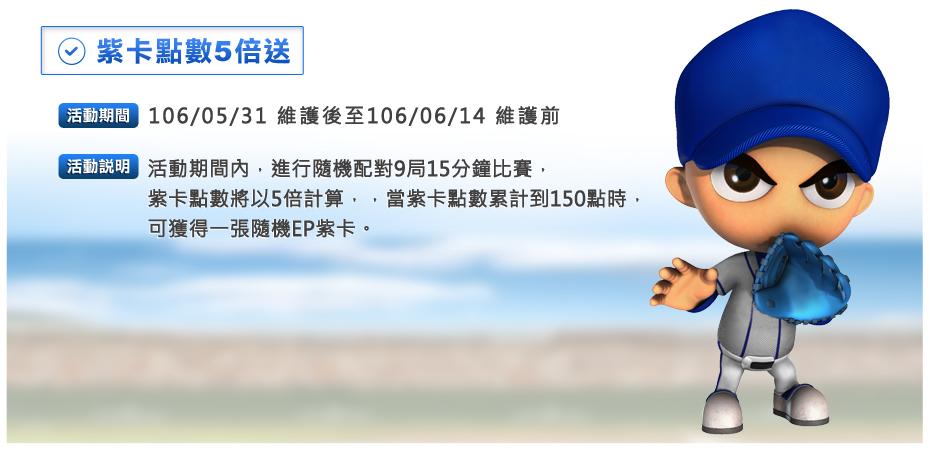 紫卡點數5倍送
活動期間 106/05/31 維護後至106/06/14 維護前
活動說明 活動期間內，進行隨機配對9局15分鐘比賽，
紫卡點數將以5倍計算，，當紫卡點數累計到150點時，
可獲得一張隨機EP紫卡。